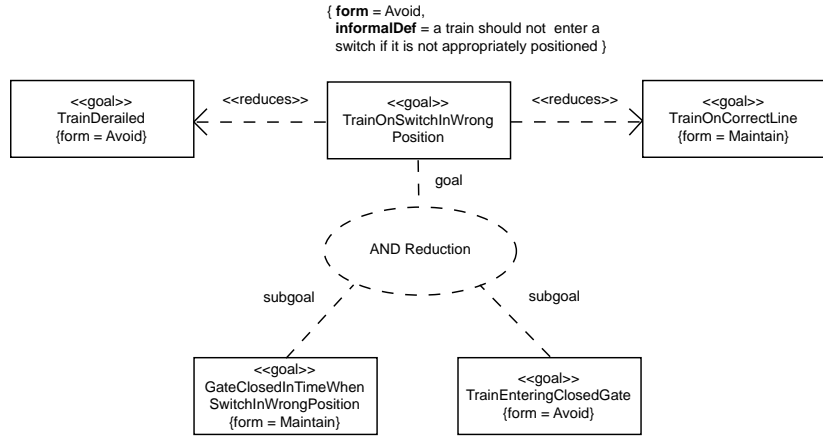 { form = Avoid,
informalDef = a train should not enter a
switch if it is not appropriately positioned }
<<goal>>
TrainDerailed
{form = Avoid}
<<reduces>>
<<goal>>
TrainOnSwitchInWrong
Position
<<reduces>>
<<goal>>
TrainOnCorrectLine
{form = Maintain}
goal
AND Reduction
subgoal
subgoal
<<goal>>
GateClosedInTimeWhen
SwitchInWrongPosition
{form = Maintain}
<<goal>>
TrainEnteringClosedGate
{form = Avoid}